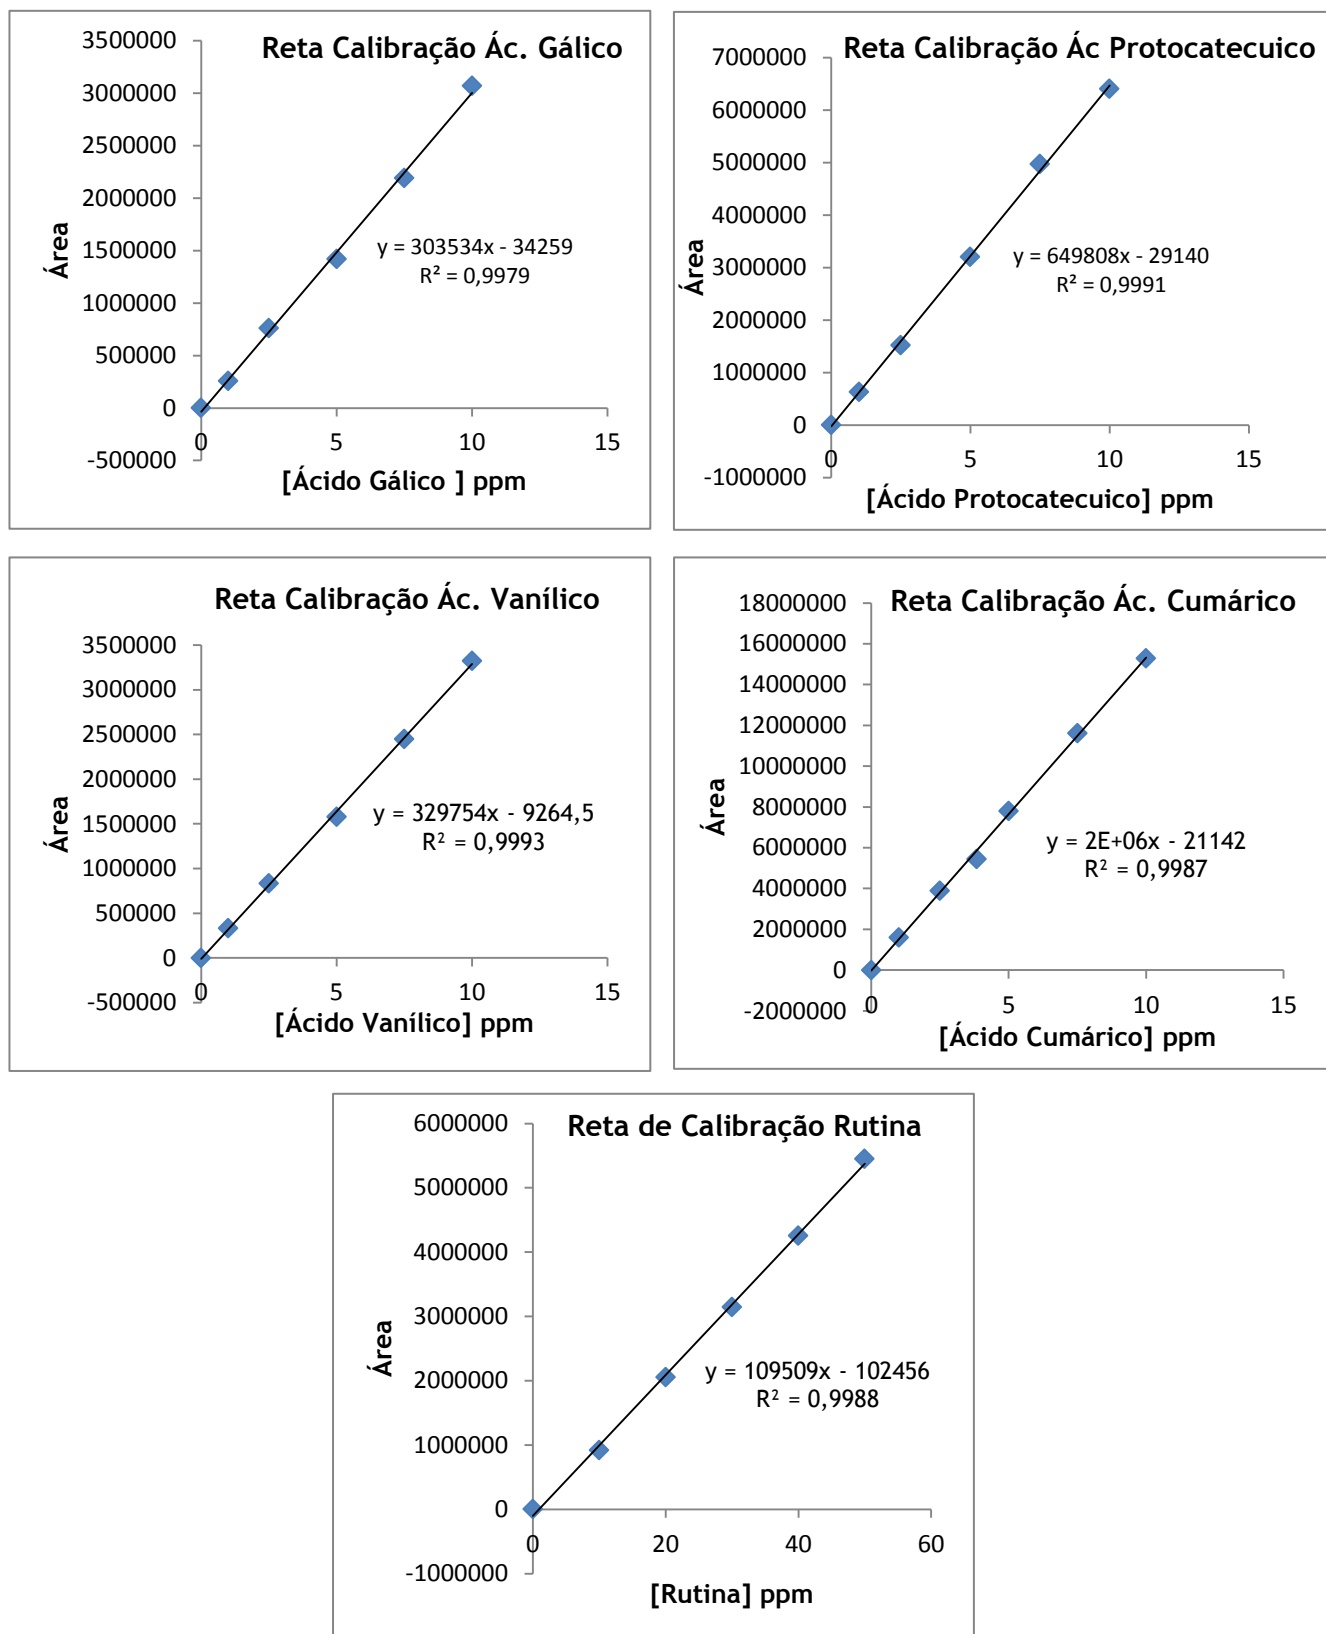 Reta Calibração Ác. Gálico
3500000
3000000
2500000
2000000
1500000
1000000
500000
0
-500000
Área
y = 303534x - 34259
R² = 0,9979
0 5 10 15
[Ácido Gálico ] ppm
Reta Calibração Ác Protocatecuico
7000000
6000000
5000000
4000000
3000000
2000000
1000000
0
-1000000
Área
y = 649808x - 29140
R² = 0,9991
0 5 10 15
[Ácido Protocatecuico] ppm
Reta Calibração Ác. Vanílico
3500000
3000000
2500000
2000000
1500000
1000000
500000
0
-500000
Área
y = 329754x - 9264,5
R² = 0,9993
0 5 10 15
[Ácido Vanílico] ppm
Reta Calibração Ác. Cumárico
18000000
16000000
14000000
12000000
10000000
8000000
6000000
4000000
2000000
0
-2000000
Área
y = 2E+06x - 21142
R² = 0,9987
0 5 10 15
[Ácido Cumárico] ppm
Reta de Calibração Rutina
6000000
5000000
4000000
3000000
2000000
1000000
0
-1000000
Área
y = 109509x - 102456
R² = 0,9988
0 20 40 60
[Rutina] ppm